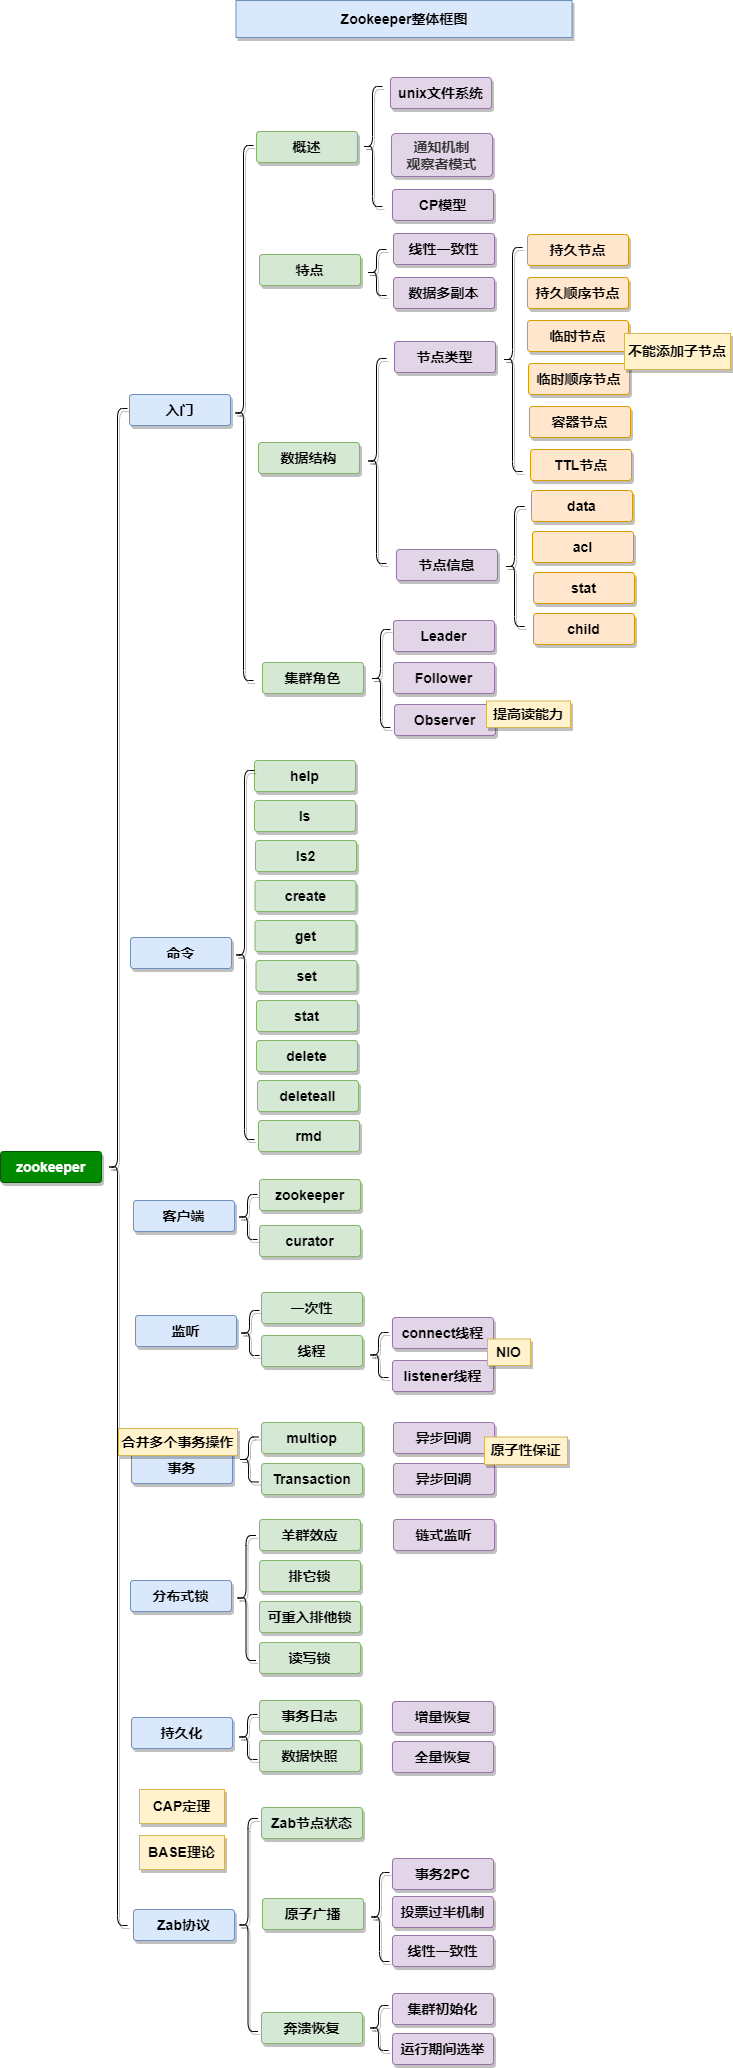 Zookeeper整体框图
zookeeper
入门
概述
unix文件系统
通知机制
观察者模式
CP模型
特点
线性一致性
数据多副本
数据结构
节点类型
持久节点
持久顺序节点
临时节点
不能添加子节点
临时顺序节点
容器节点
TTL节点
节点信息
data
acl
stat
child
集群角色
Leader
Follower
Observer
提高读能力
命令
help
ls
ls2
create
get
set
stat
delete
deleteall
rmd
客户端
zookeeper
curator
监听
一次性
线程
connect线程
NIO
listener线程
合并多个事务操作
事务
multiop
异步回调
原子性保证
Transaction
异步回调
分布式锁
羊群效应
链式监听
排它锁
可重入排他锁
读写锁
持久化
事务日志
增量恢复
数据快照
全量恢复
CAP定理
BASE理论
Zab协议
Zab节点状态
原子广播
事务2PC
投票过半机制
线性一致性
奔溃恢复
集群初始化
运行期间选举